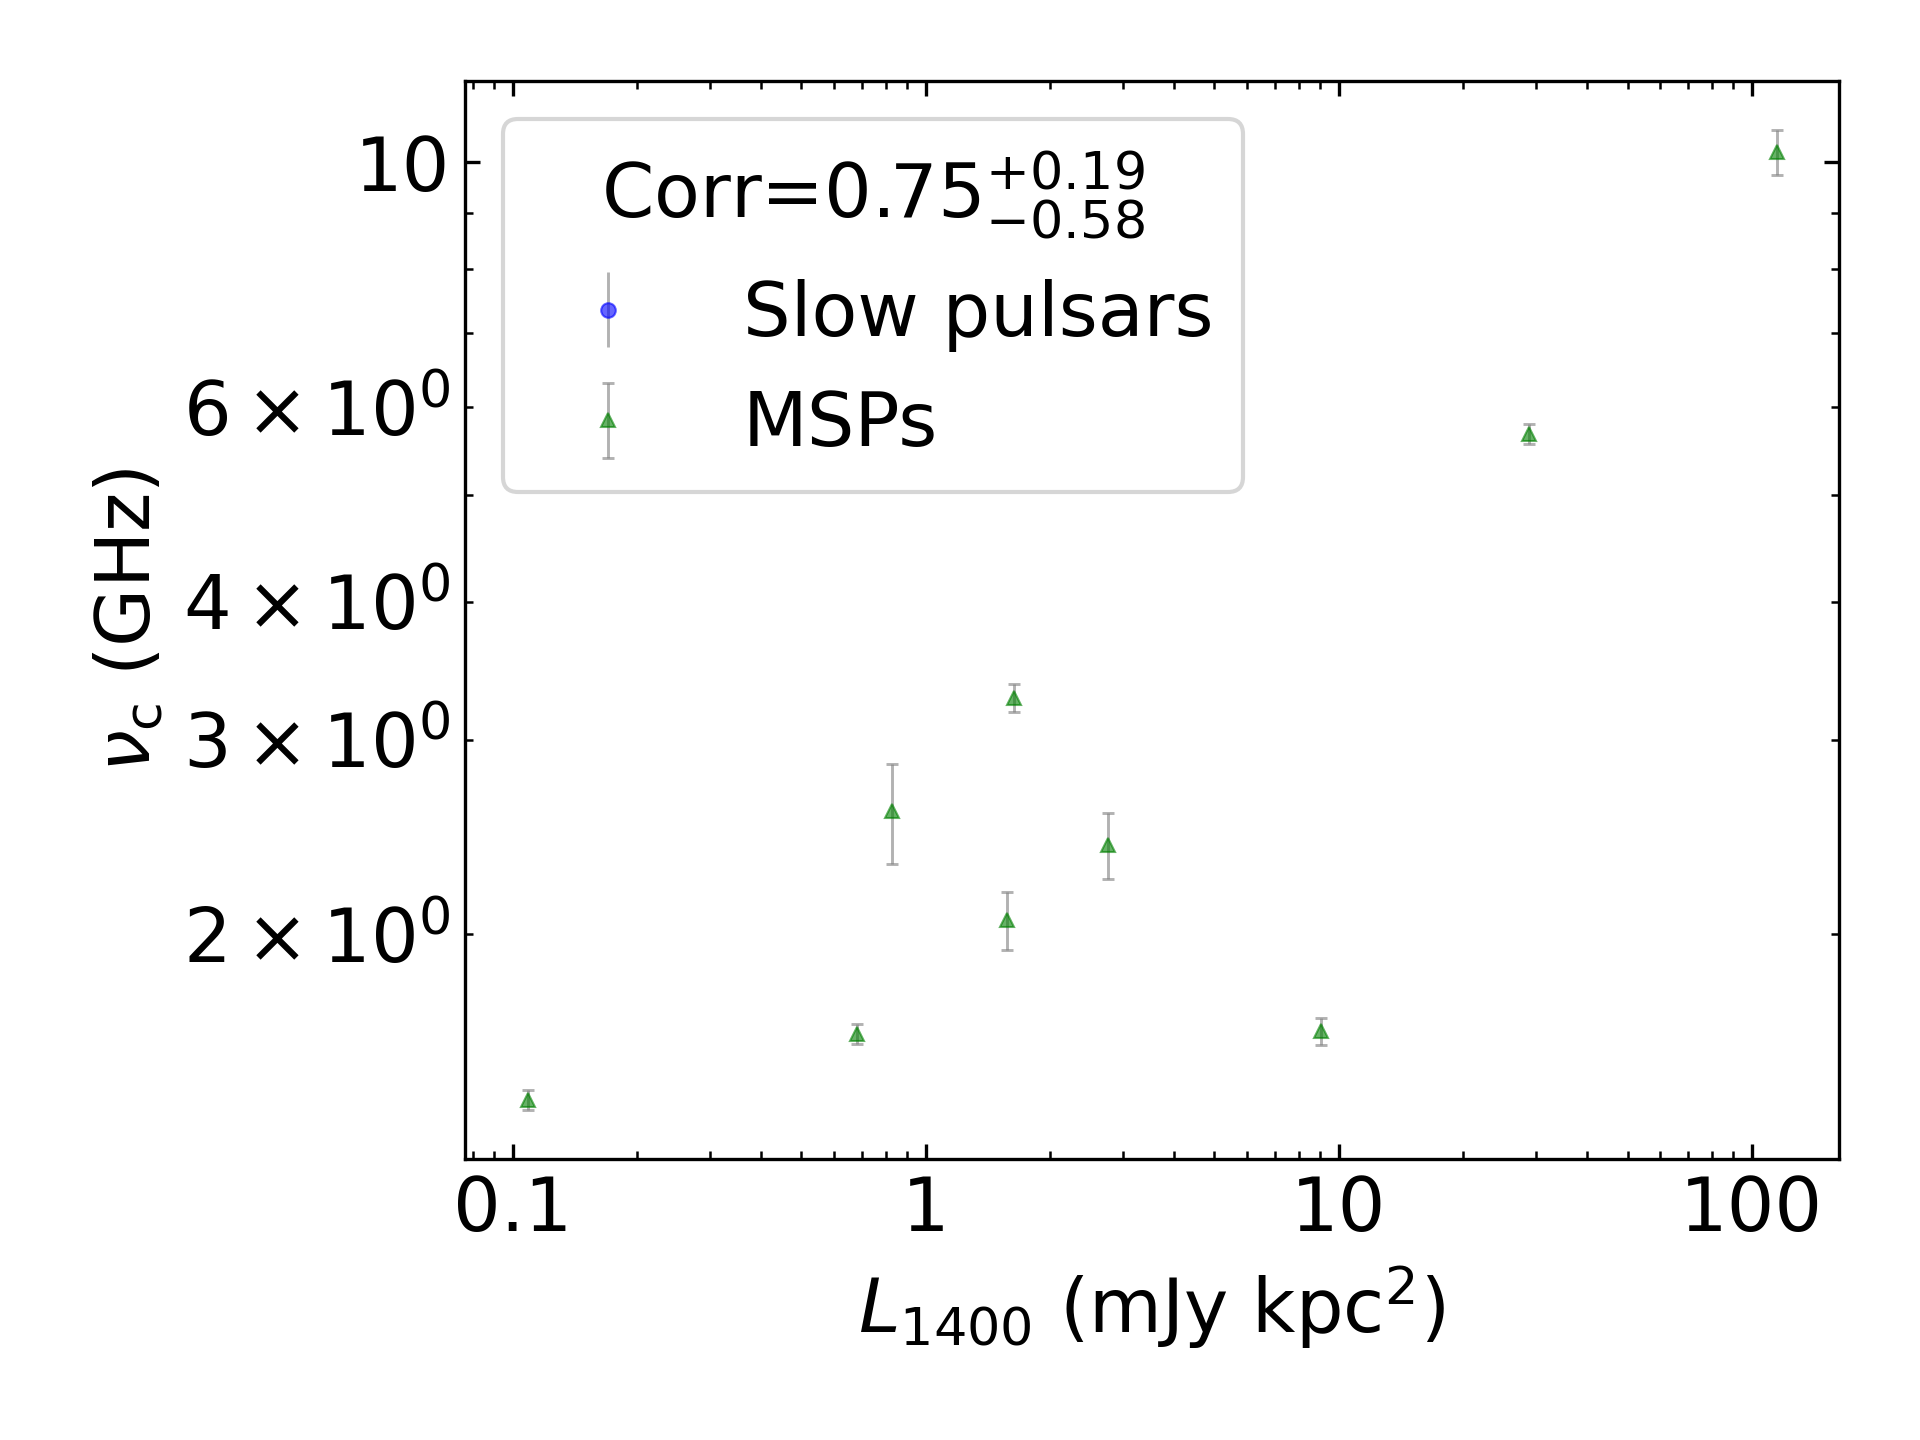 Corr=0.75^{+0.19}_{−0.58}
Slow pulsars
MSPs
10
6 × 10⁰
4 × 10⁰
3 × 10⁰
2 × 10⁰
ν_c (GHz)
0.1 1 10 100
L₁₄₀₀ (mJy kpc²)